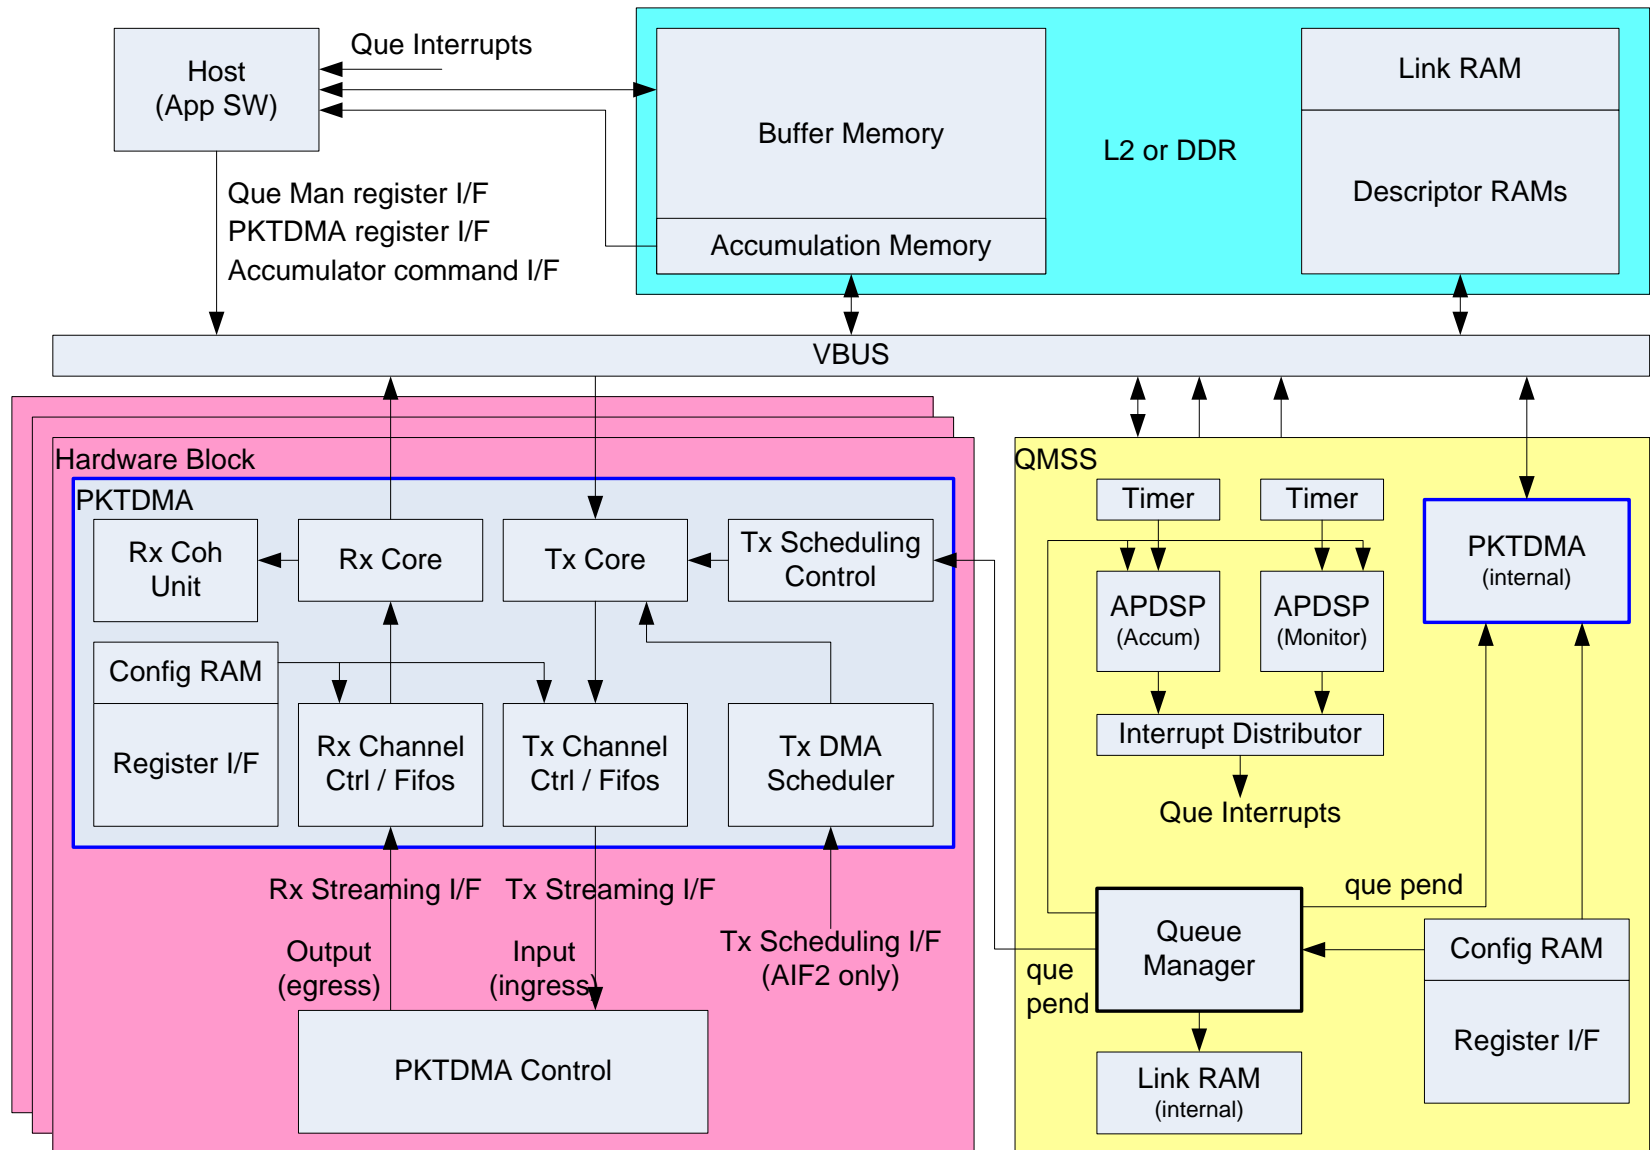 Que Interrupts
Host
(App SW)
Que Man register I/F
PKTDMA register I/F
Accumulator command I/F
Buffer Memory
Accumulation Memory
L2 or DDR
Link RAM
Descriptor RAMs
VBUS
Hardware Block
PKTDMA
Rx Coh
Unit
Rx Core
Tx Core
Tx Scheduling
Control
Config RAM
Register I/F
Rx Channel
Ctrl / Fifos
Tx Channel
Ctrl / Fifos
Tx DMA
Scheduler
Rx Streaming I/F
Tx Streaming I/F
Output
(egress)
Input
(ingress)
Tx Scheduling I/F
(AIF2 only)
PKTDMA Control
QMSS
Timer
Timer
APDSP
(Accum)
APDSP
(Monitor)
PKTDMA
(internal)
Interrupt Distributor
Que Interrupts
que pend
que
pend
Queue
Manager
Config RAM
Register I/F
Link RAM
(internal)